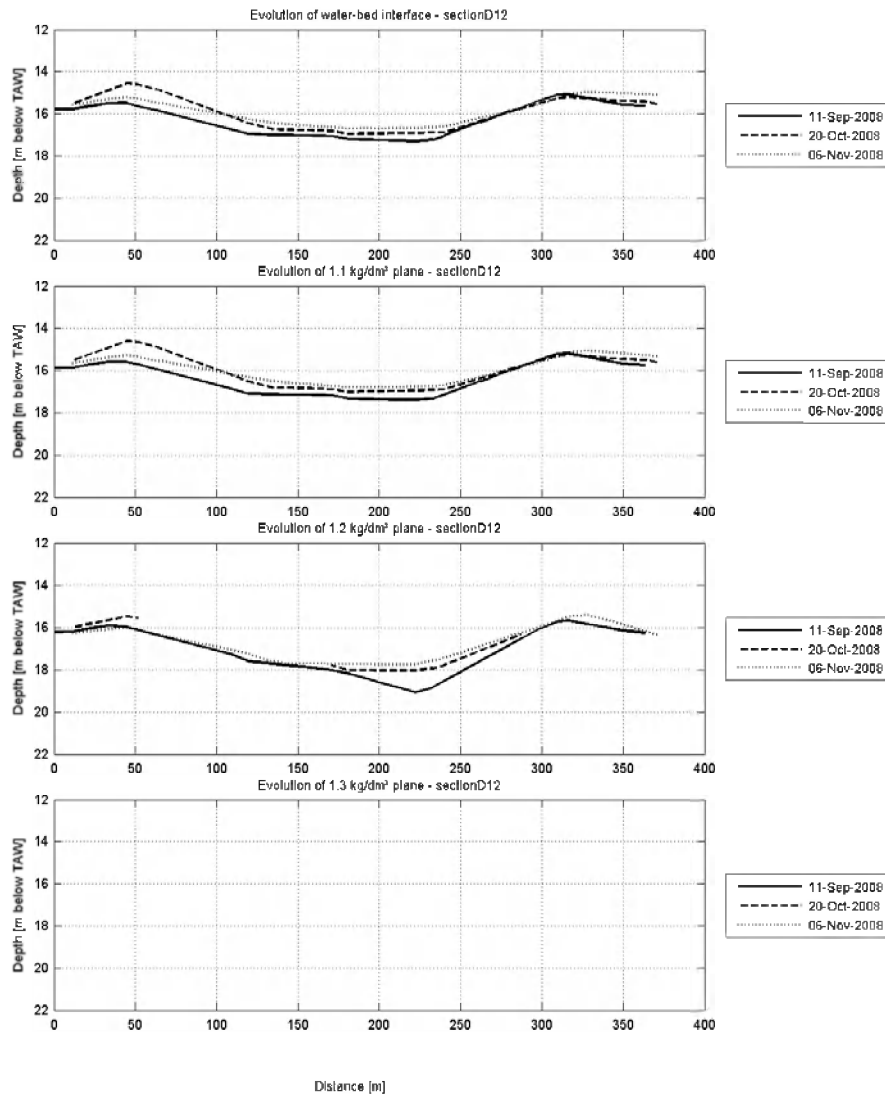 Evolution of water-bed interface - sectionD12
12
14
16
18
20
22
Depth [m below TAW]
0 50 100 150 200 250 300 350 400
11-Sep-2008
20-Oct-2008
06-Nov-2008
Evolution of 1.1 kg/dm³ plane - sectionD12
12
14
16
18
20
22
Depth [m below TAW]
0 50 100 150 200 250 300 350 400
11-Sep-2008
20-Oct-2008
06-Nov-2008
Evolution of 1.2 kg/dm³ plane - sectionD12
12
14
16
18
20
22
Depth [m below TAW]
0 50 100 150 200 250 300 350 400
11-Sep-2008
20-Oct-2008
06-Nov-2008
Evolution of 1.3 kg/dm³ plane - sectionD12
12
14
16
18
20
22
Depth [m below TAW]
0 50 100 150 200 250 300 350 400
11-Sep-2008
20-Oct-2008
06-Nov-2008
Distance [m]